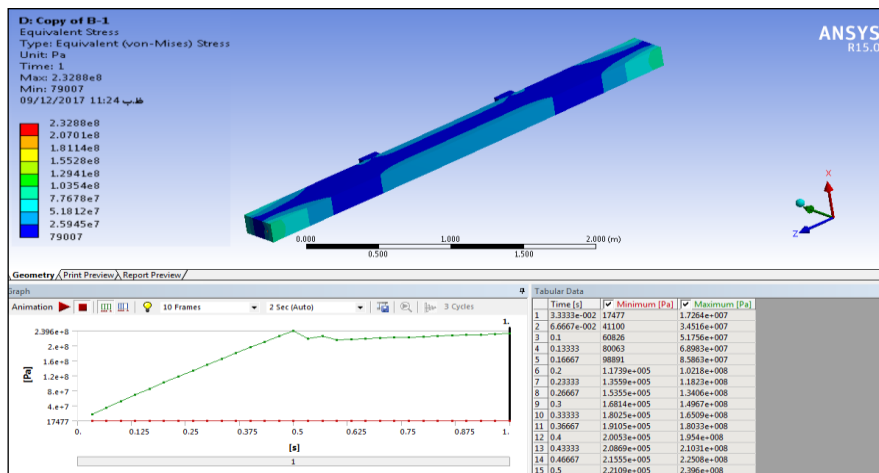 D: Copy of B-1
Equivalent Stress
Type: Equivalent (von-Mises) Stress
Unit: Pa
Time: 1
Max: 2.3288e8
Min: 79007
09/12/2017 11:24 ظ.ب
2.3288e8
2.0701e8
1.8114e8
1.5528e8
1.2941e8
1.0354e8
7.7678e7
5.1812e7
2.5945e7
79007
ANSYS
R15.0
X
Z
0.000 1.000 2.000 (m)
0.500 1.500
Geometry Print Preview Report Preview
Graph
Animation 10 Frames 2 Sec (Auto) 3 Cycles
1.
2.396e+8
2.e+8
1.6e+8
1.2e+8
8.e+7
4.e+7
17477
[Pa]
0. 0.125 0.25 0.375 0.5 0.625 0.75 0.875 1.
[s]
1
Tabular Data
Time [s] Minimum [Pa] Maximum [Pa]
1 3.3333e-002 17477 1.7264e+007
2 6.6667e-002 41100 3.4516e+007
3 0.1 60826 5.1756e+007
4 0.13333 80063 6.8983e+007
5 0.16667 98891 8.5863e+007
6 0.2 1.1739e+005 1.0218e+008
7 0.23333 1.3559e+005 1.1823e+008
8 0.26667 1.5355e+005 1.3406e+008
9 0.3 1.6814e+005 1.4967e+008
10 0.33333 1.8025e+005 1.6509e+008
11 0.36667 1.9105e+005 1.8033e+008
12 0.4 2.0053e+005 1.954e+008
13 0.43333 2.0869e+005 2.1031e+008
14 0.46667 2.1555e+005 2.2508e+008
15 0.5 2.2109e+005 2.396e+008